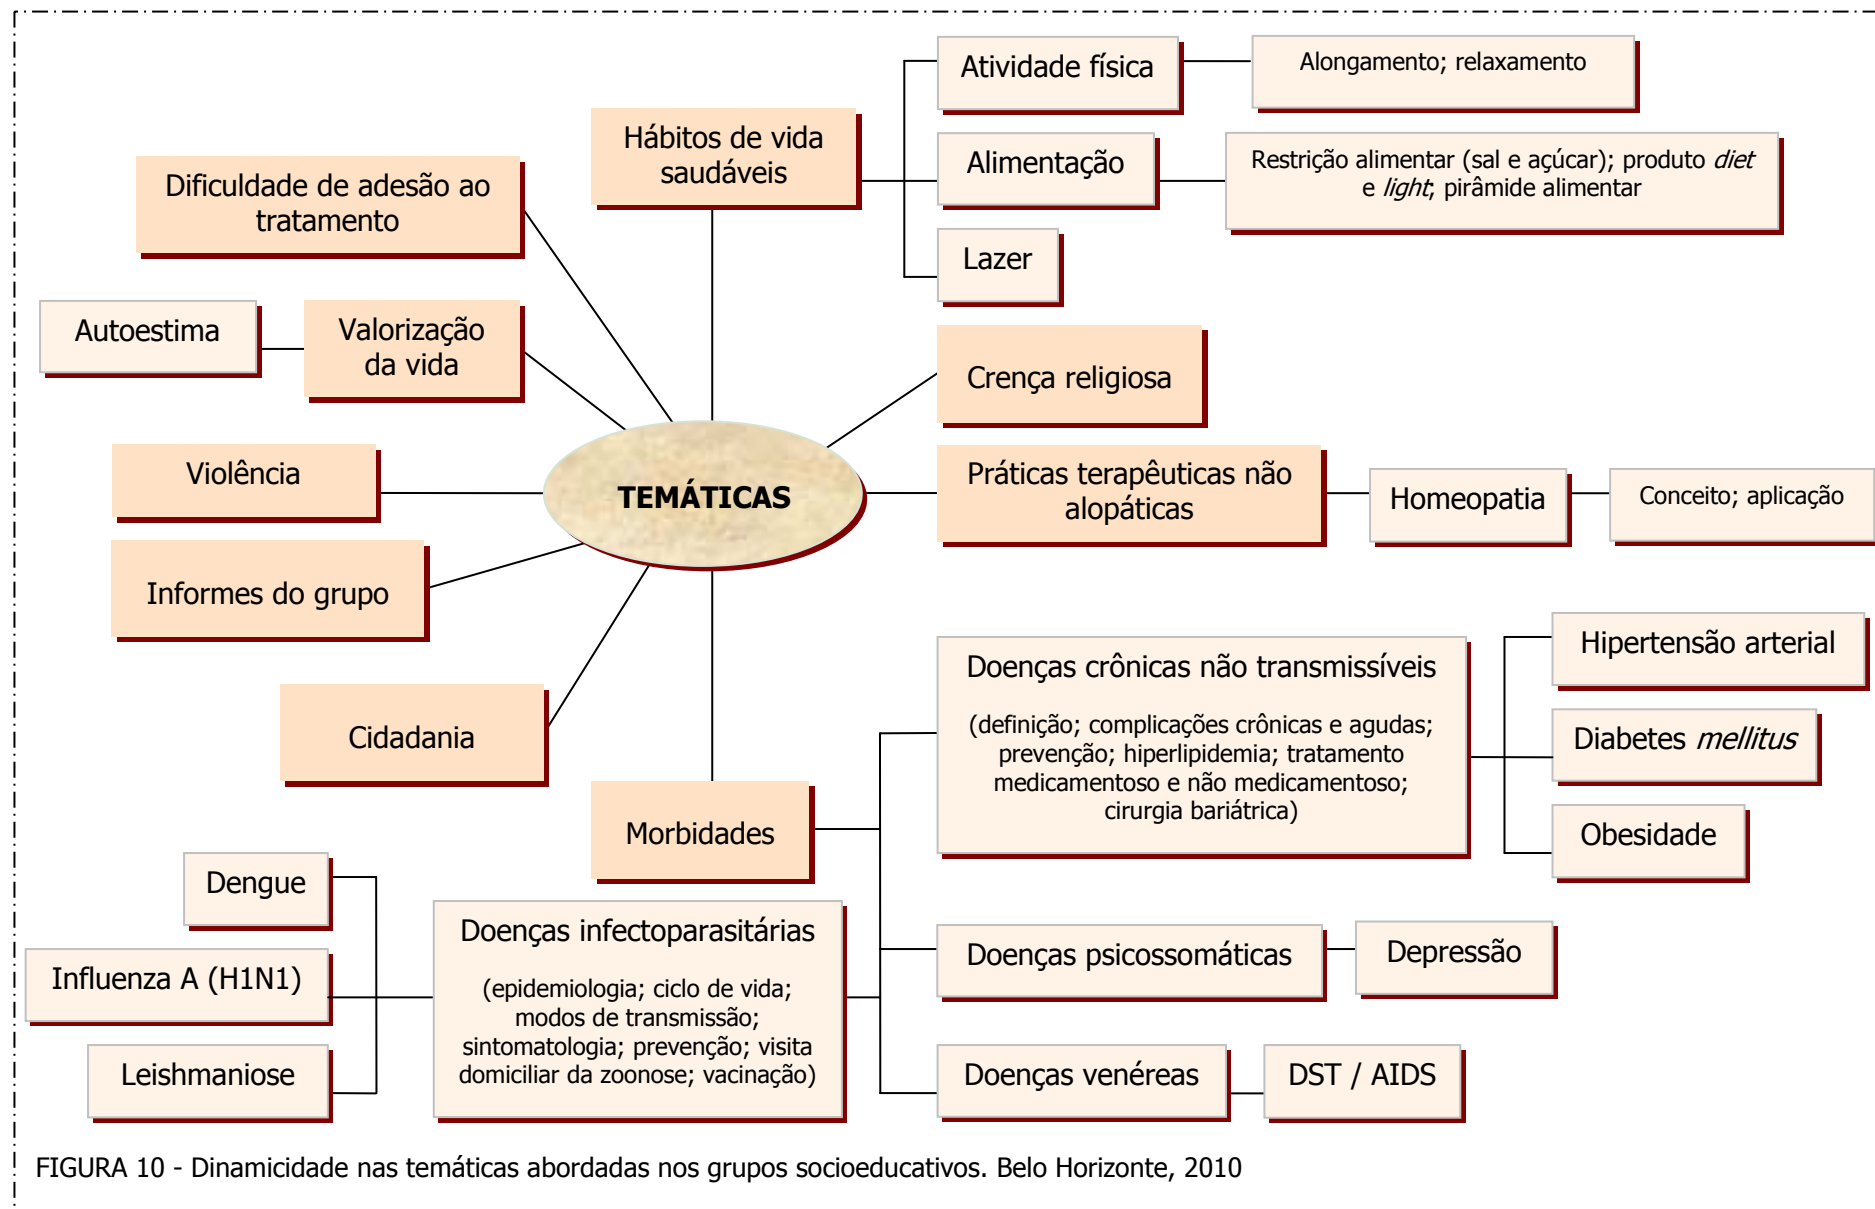 Atividade física
Alongamento; relaxamento
Hábitos de vida
saudáveis
Alimentação
Restrição alimentar (sal e açúcar); produto diet
e light; pirâmide alimentar
Lazer
Dificuldade de adesão ao
tratamento
Autoestima
Valorização
da vida
Crença religiosa
Violência
TEMÁTICAS
Práticas terapêuticas não
alopáticas
Homeopatia
Conceito; aplicação
Informes do grupo
Cidadania
Morbidades
Doenças crônicas não transmissíveis
(definição; complicações crônicas e agudas;
prevenção; hiperlipidemia; tratamento
medicamentoso e não medicamentoso;
cirurgia bariátrica)
Hipertensão arterial
Diabetes mellitus
Obesidade
Dengue
Influenza A (H1N1)
Leishmaniose
Doenças infectoparasitárias
(epidemiologia; ciclo de vida;
modos de transmissão;
sintomatologia; prevenção; visita
domiciliar da zoonose; vacinação)
Doenças psicossomáticas
Depressão
Doenças venéreas
DST / AIDS
FIGURA 10 - Dinamicidade nas temáticas abordadas nos grupos socioeducativos. Belo Horizonte, 2010